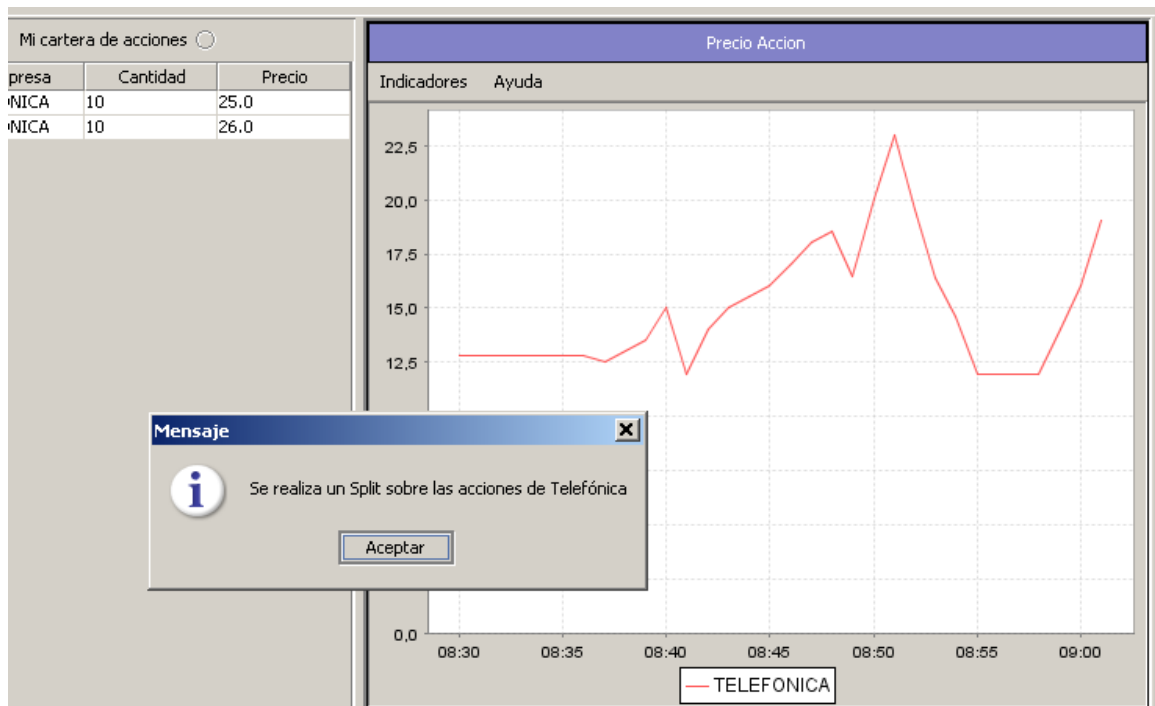 Mi cartera de acciones
Precio Accion
presa Cantidad Precio
Indicadores Ayuda
ONICA 10 25.0
ONICA 10 26.0
22,5
20,0
17,5
15,0
12,5
Mensaje
Se realiza un Split sobre las acciones de Telefónica
Aceptar
0,0
08:30 08:35 08:40 08:45 08:50 08:55 09:00
TELEFONICA